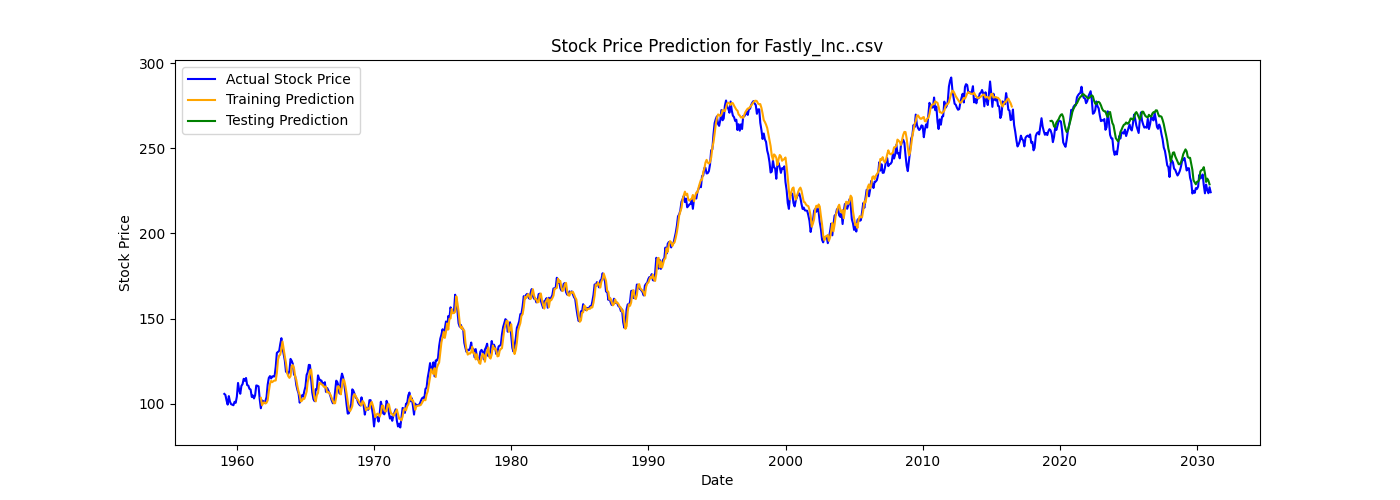 Stock Price Prediction for Fastly_Inc..csv
Actual Stock Price
Training Prediction
Testing Prediction
Stock Price
300
250
200
150
100
1960
1970
1980
1990
2000
2010
2020
2030
Date